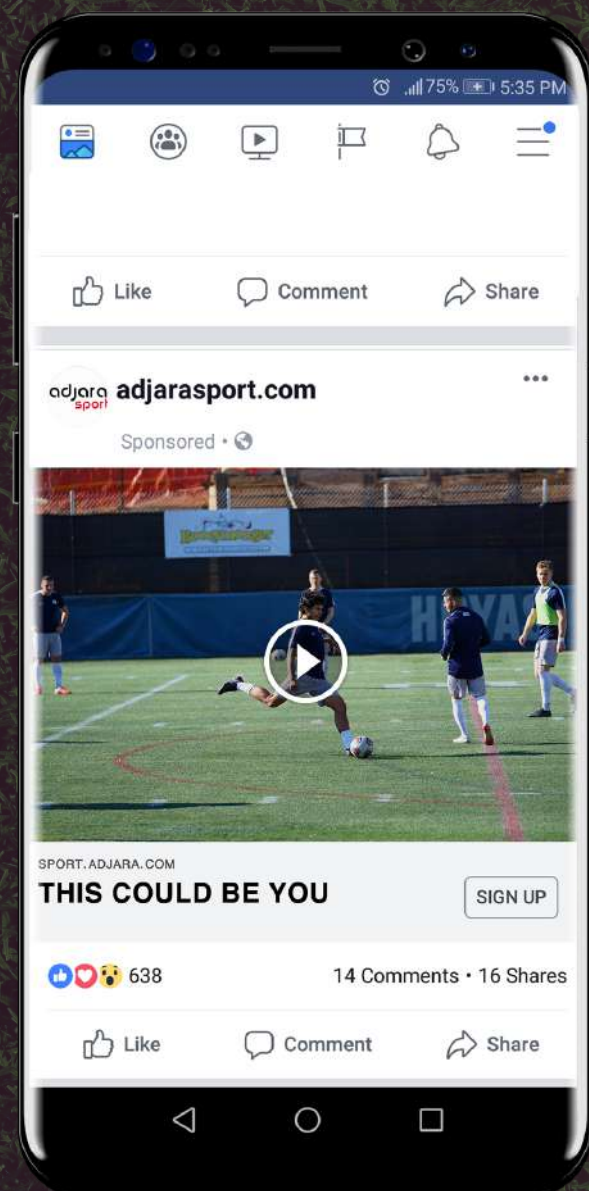 75% 5:35 PM
Like Comment Share
adjara
sport
adjarasport.com
Sponsored •
HOYAS
SPORT.ADJARA.COM
THIS COULD BE YOU
SIGN UP
638 14 Comments • 16 Shares
Like Comment Share